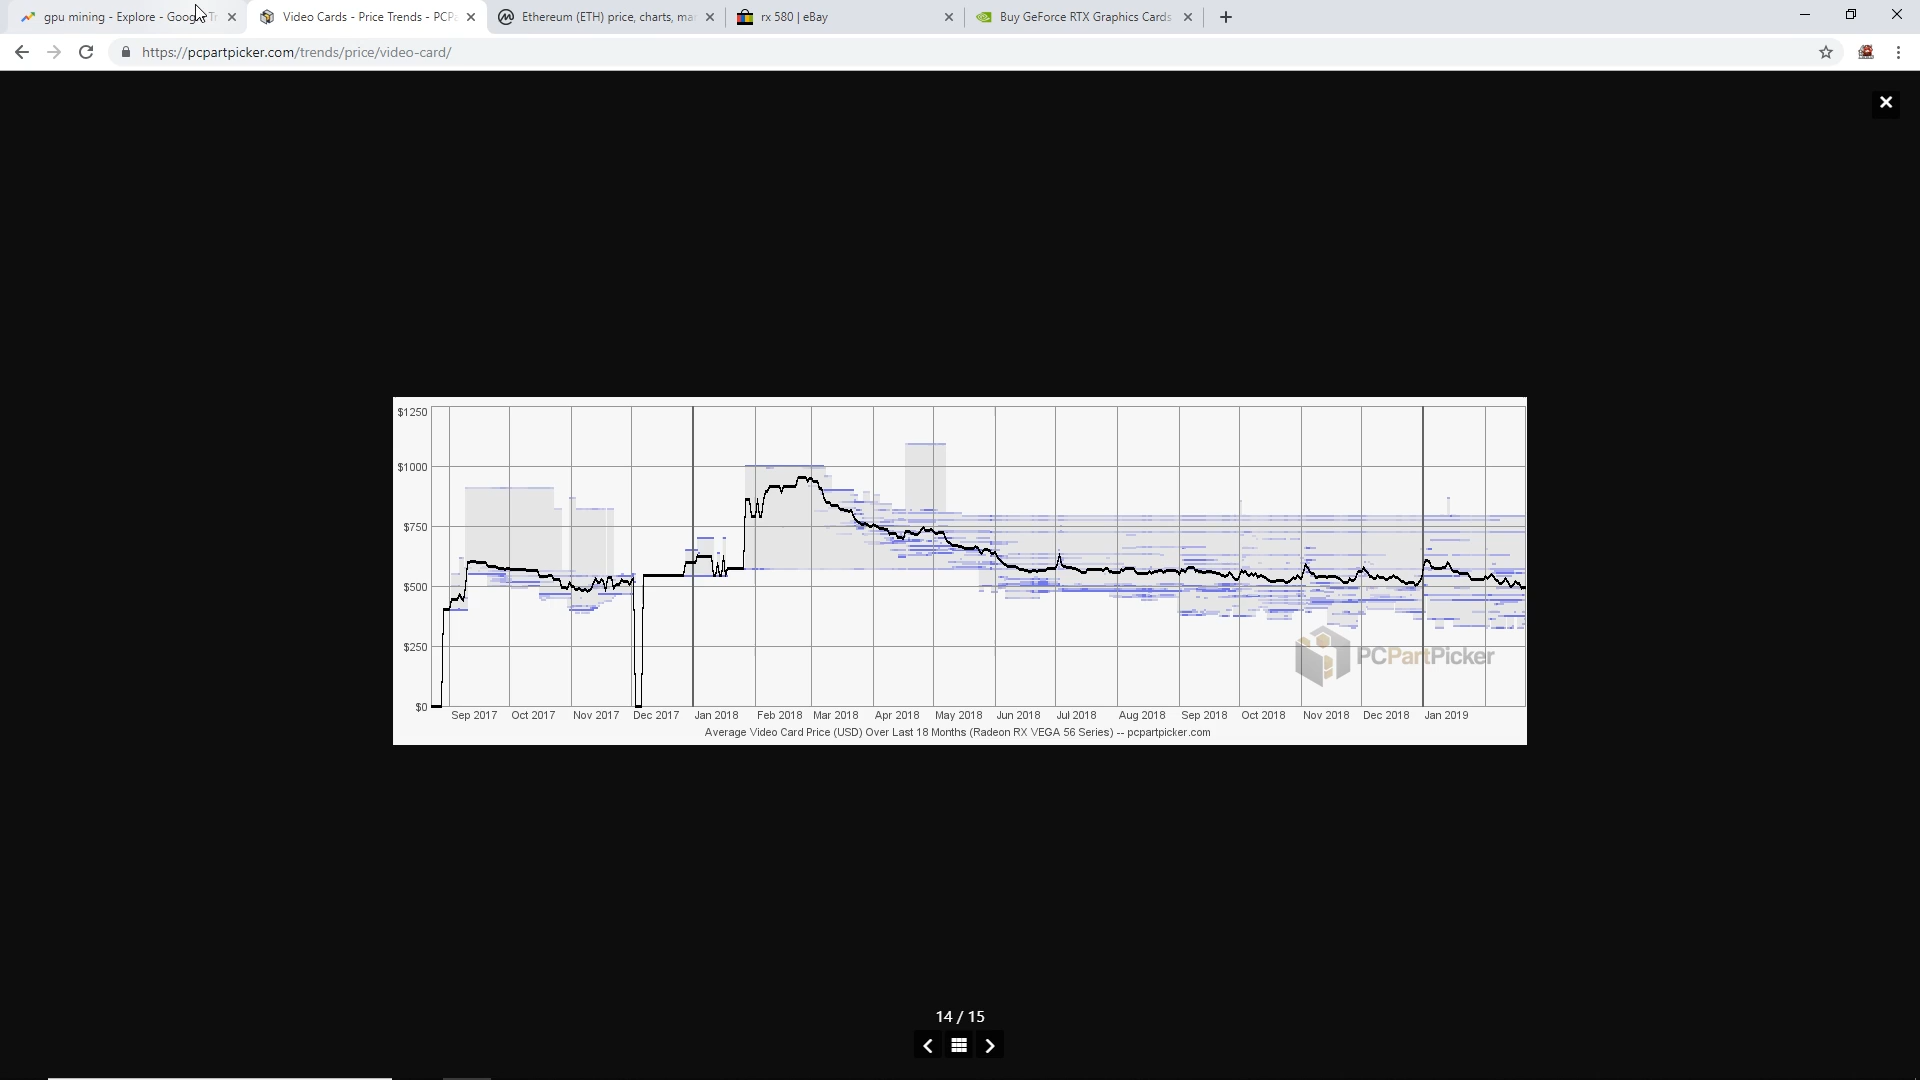 gpu mining - Explore - Google Tr
Video Cards - Price Trends - PCPa
Ethereum (ETH) price, charts, mar
rx 580 | eBay
Buy GeForce RTX Graphics Cards
https://pcpartpicker.com/trends/price/video-card/
$1250
$1000
$750
$500
$250
$0
PCPartPicker
Sep 2017 Oct 2017 Nov 2017 Dec 2017 Jan 2018 Feb 2018 Mar 2018 Apr 2018 May 2018 Jun 2018 Jul 2018 Aug 2018 Sep 2018 Oct 2018 Nov 2018 Dec 2018 Jan 2019
Average Video Card Price (USD) Over Last 18 Months (Radeon RX VEGA 56 Series) -- pcpartpicker.com
14 / 15